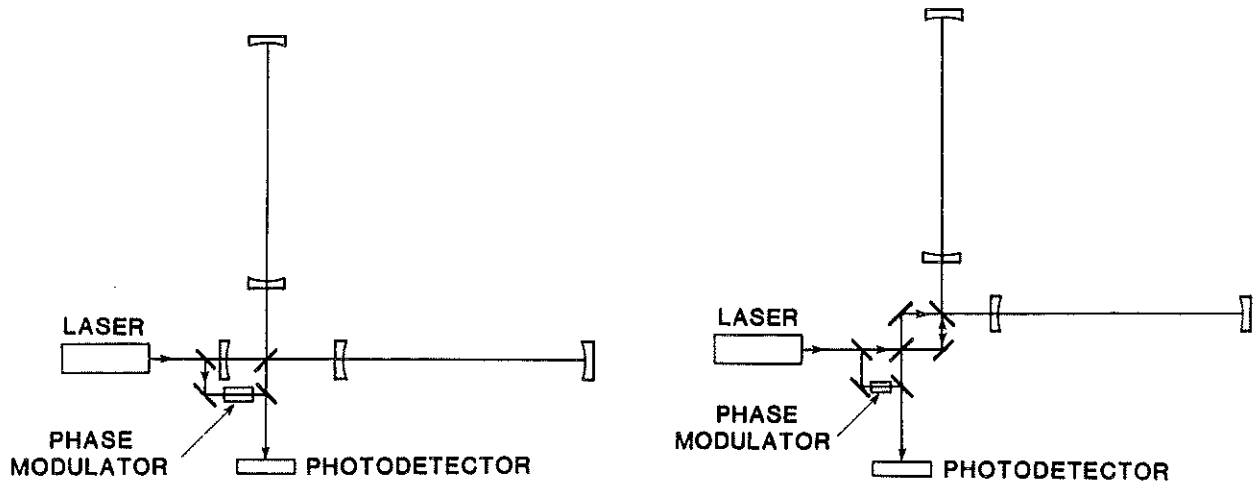 LASER
PHASE
MODULATOR
PHOTODETECTOR
LASER
PHASE
MODULATOR
PHOTODETECTOR